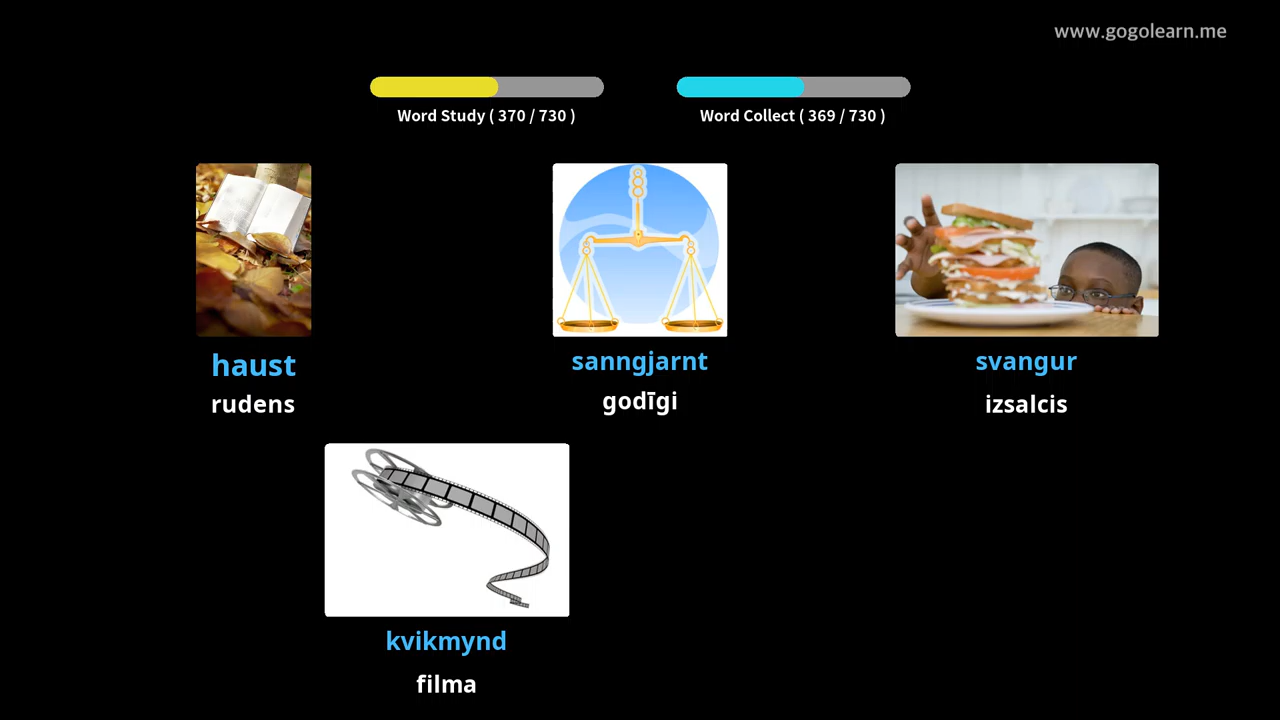 www.gogolearn.me
Word Study ( 370 / 730 )
Word Collect ( 369 / 730 )
haust
rudens
sanngjarnt
godīgi
svangur
izsalcis
kvikmynd
filma